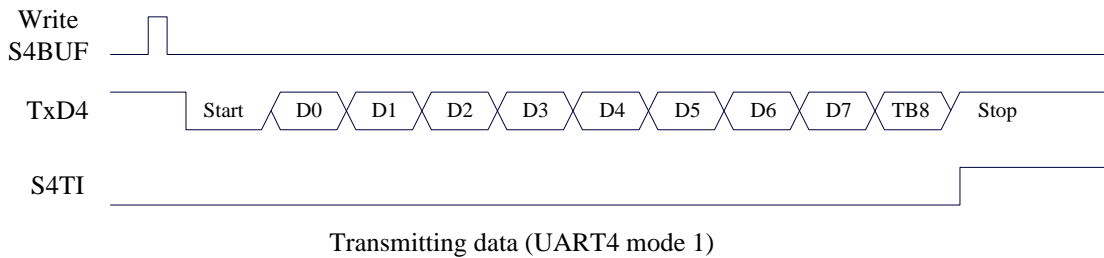 Write
S4BUF
TxD4
Start D0 D1 D2 D3 D4 D5 D6 D7 TB8 Stop
S4TI
Transmitting data (UART4 mode 1)